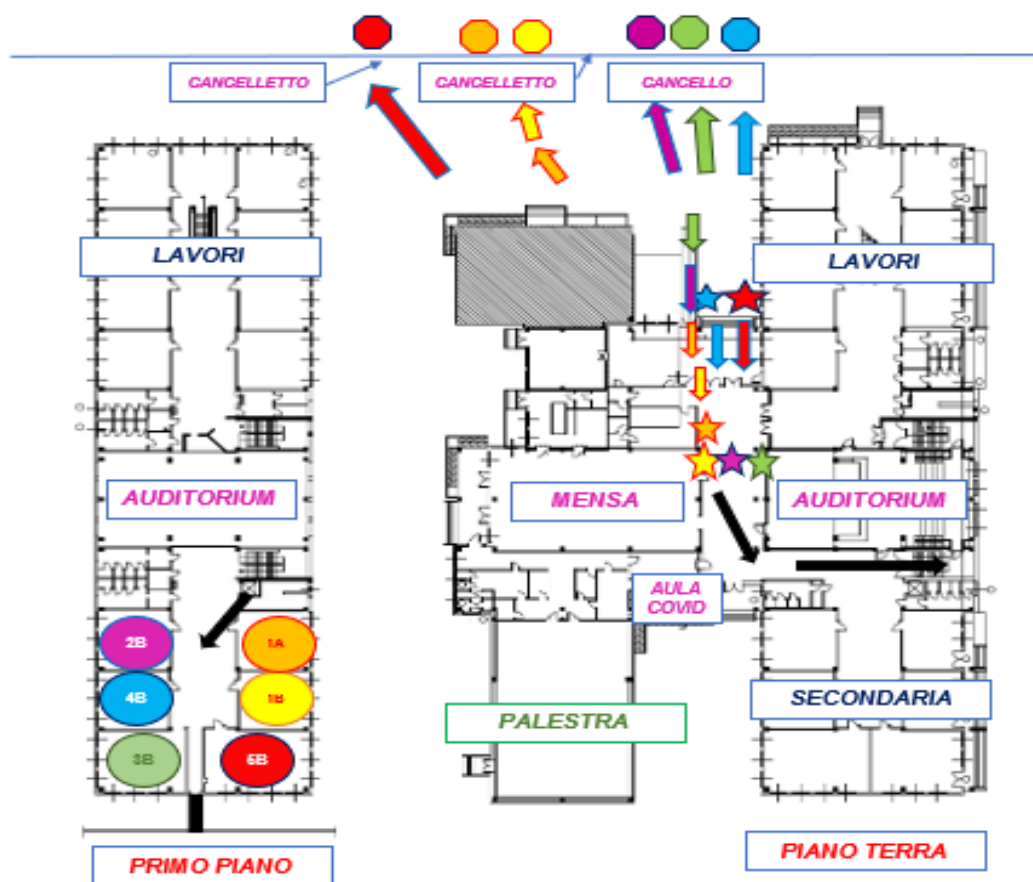 CANCELLETTO
CANCELLETTO
CANCELLO
LAVORI
LAVORI
AUDITORIUM
MENSA
AUDITORIUM
AULA
COVID
2B
1A
4B
1B
SECONDARIA
PALESTRA
3B
5B
PRIMO PIANO
PIANO TERRA